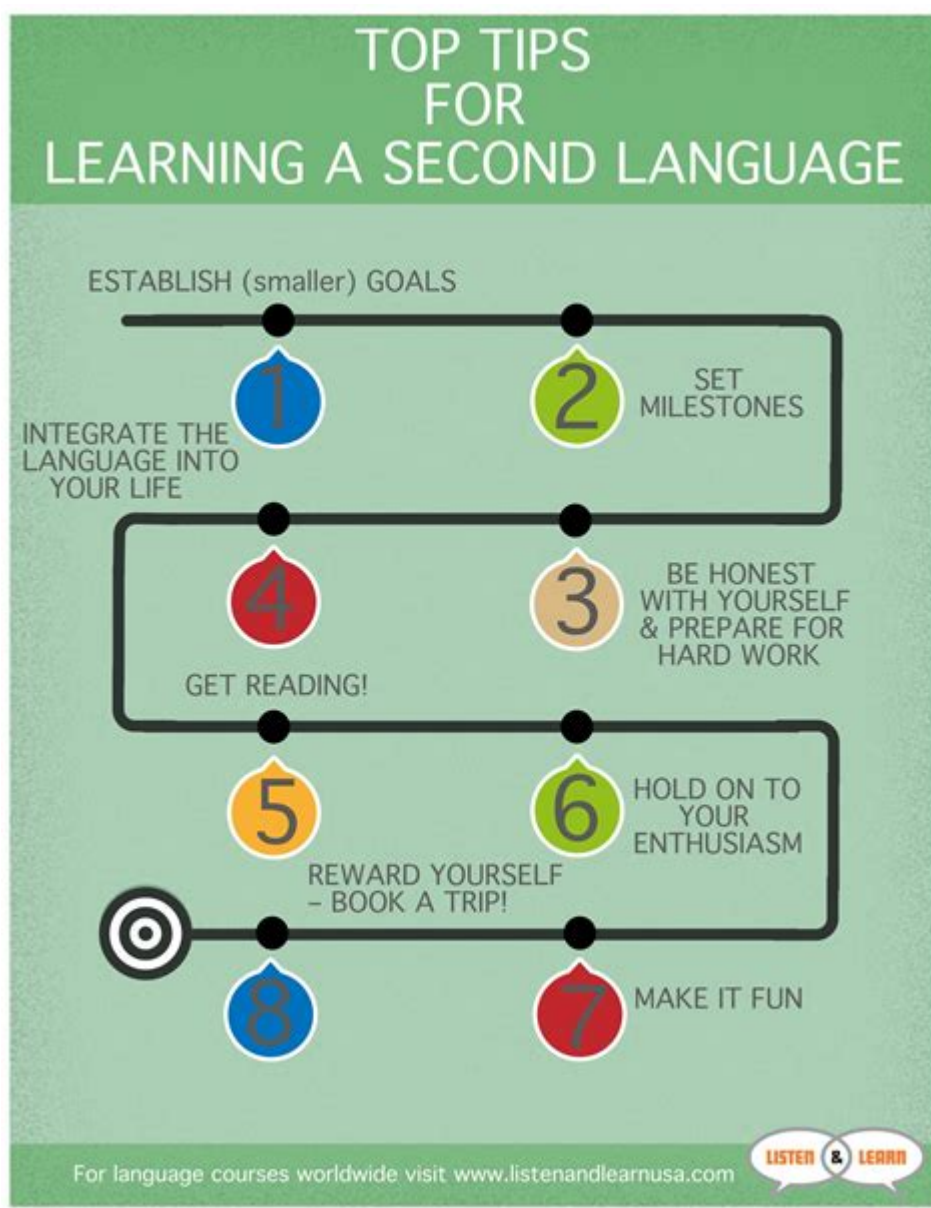 TOP TIPS
FOR
LEARNING A SECOND LANGUAGE
ESTABLISH (smaller) GOALS
1
2
SET
MILESTONES
3
BE HONEST
WITH YOURSELF
& PREPARE FOR
HARD WORK
INTEGRATE THE
LANGUAGE INTO
YOUR LIFE
4
GET READING!
5
6
HOLD ON TO
YOUR
ENTHUSIASM
7
MAKE IT FUN
REWARD YOURSELF
– BOOK A TRIP!
8
For language courses worldwide visit www.listenandlearnusa.com
LISTEN & LEARN